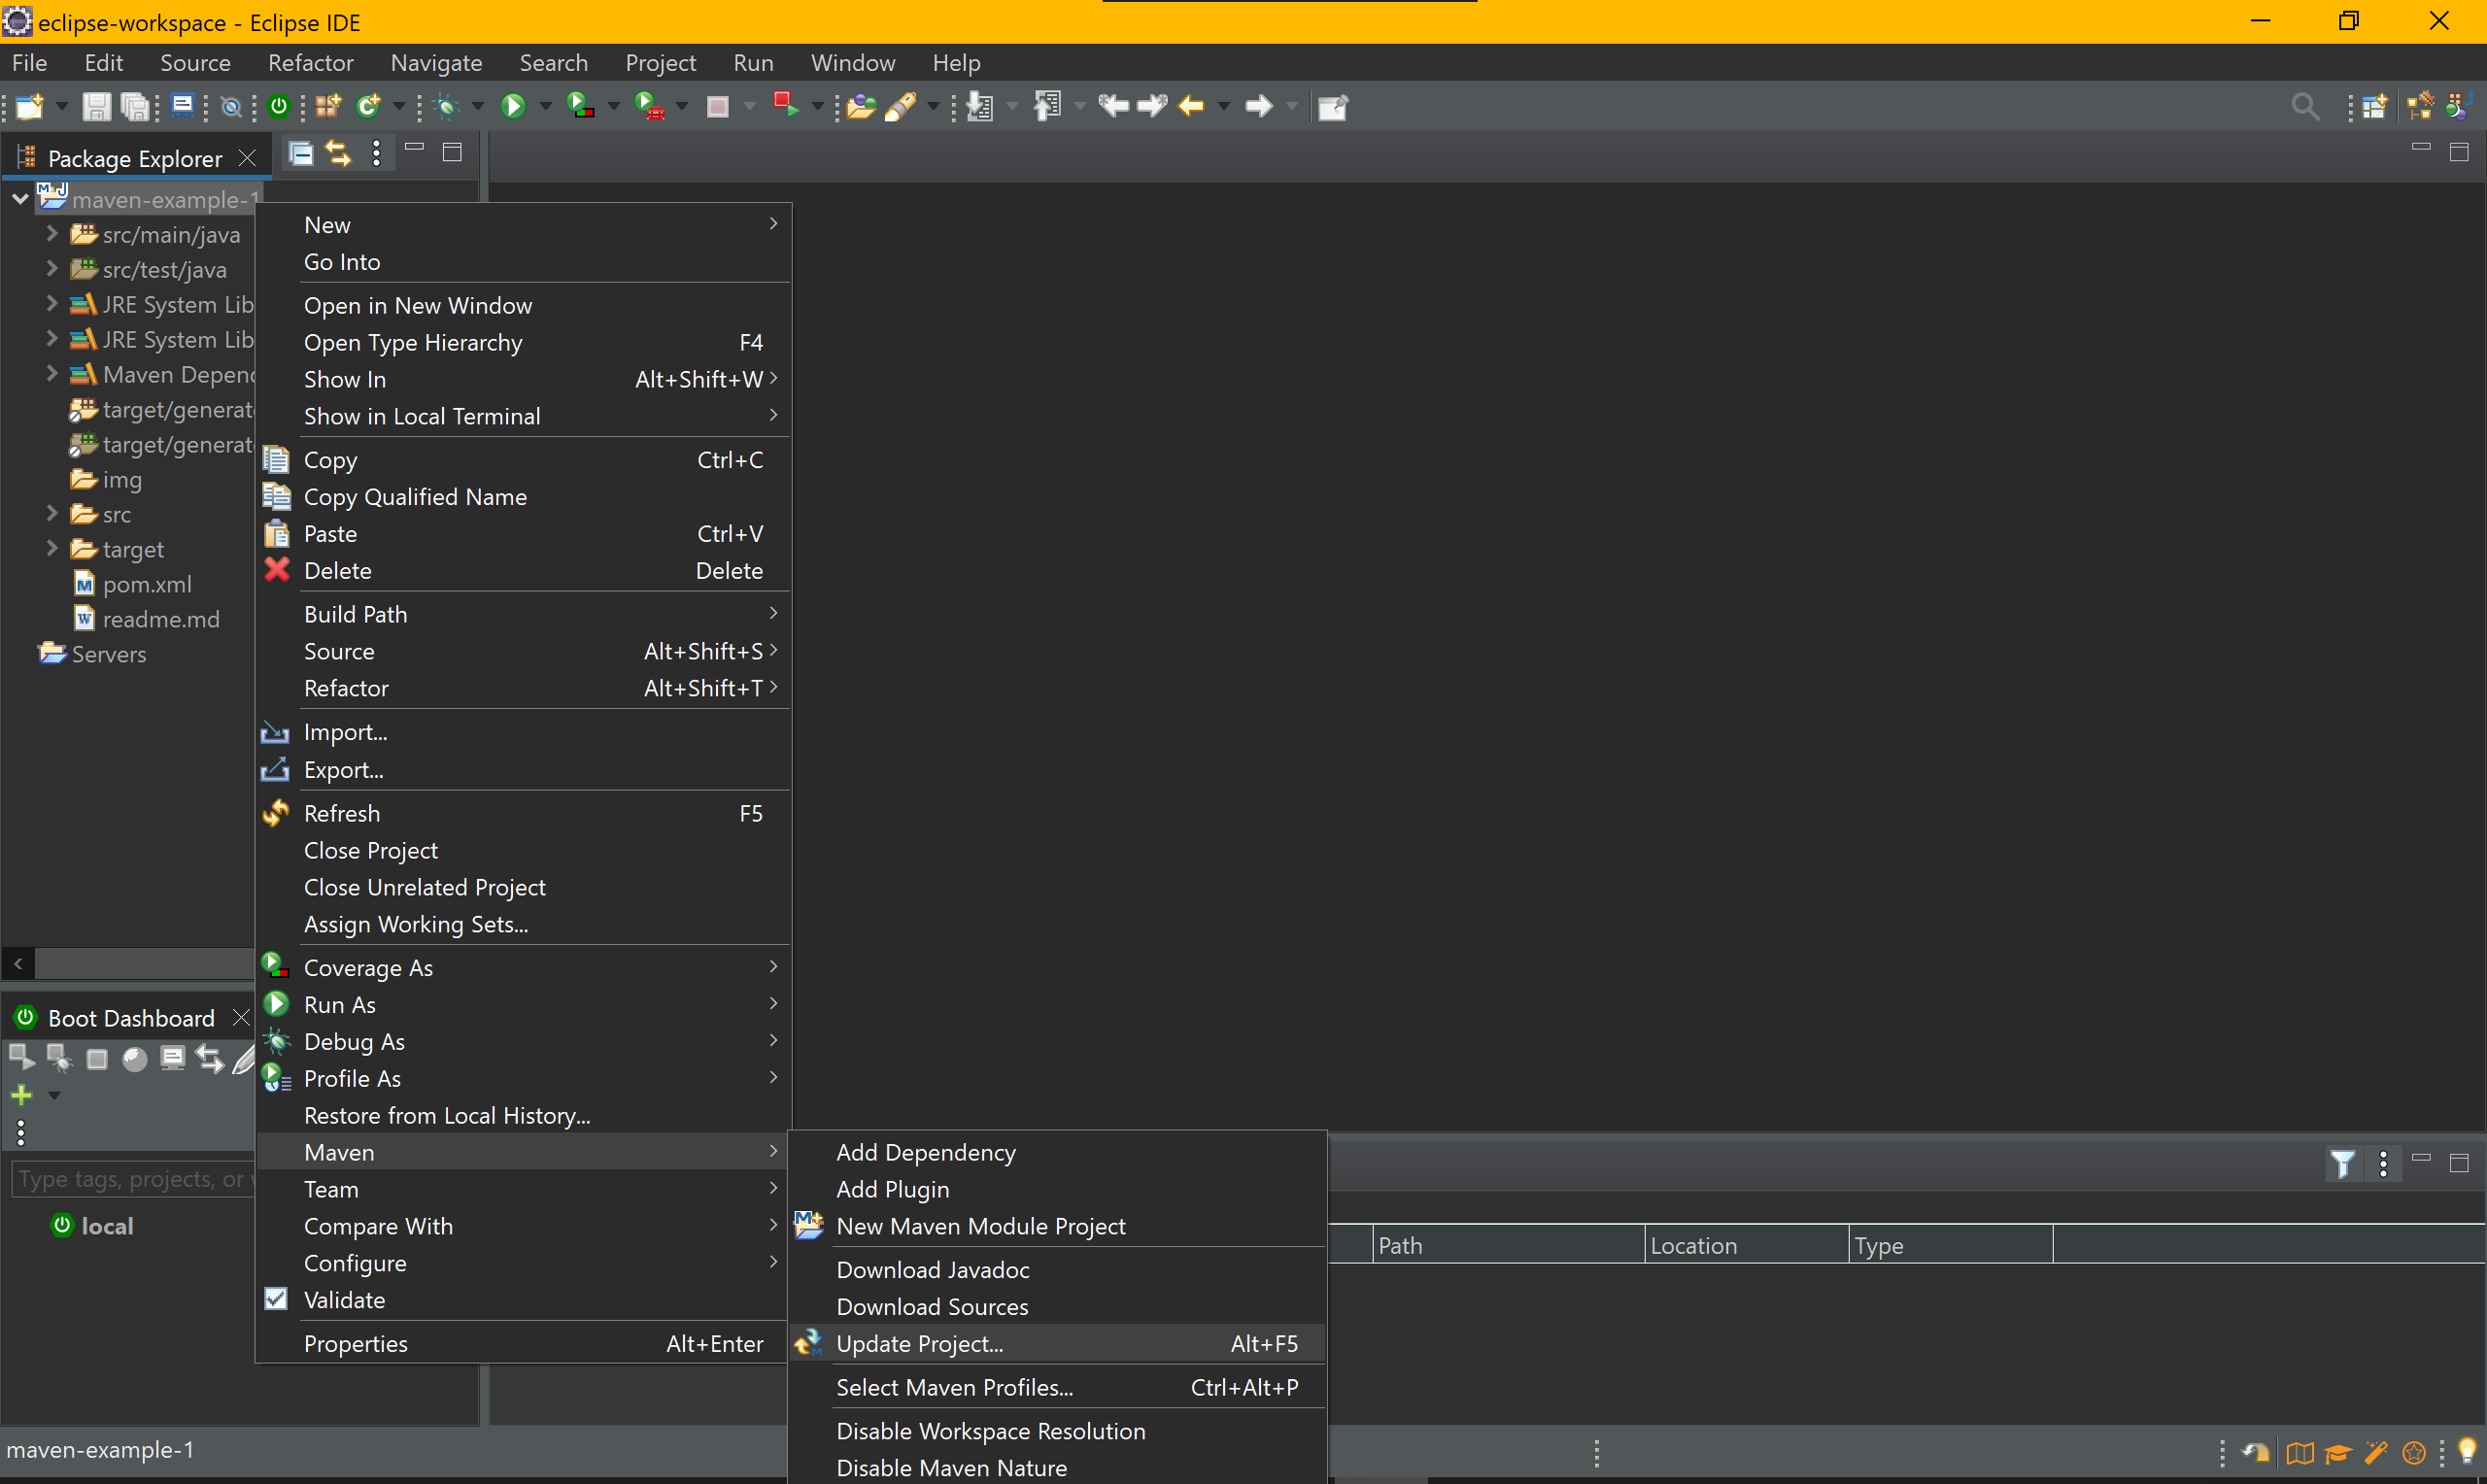 eclipse-workspace - Eclipse IDE
File Edit Source Refactor Navigate Search Project Run Window Help
Package Explorer
maven-example-1
src/main/java
src/test/java
JRE System Lib
JRE System Lib
Maven Depen
target/generat
target/generat
img
src
target
pom.xml
readme.md
Servers
New
Go Into
Open in New Window
Open Type Hierarchy F4
Show In Alt+Shift+W
Show in Local Terminal
Copy Ctrl+C
Copy Qualified Name
Paste Ctrl+V
Delete Delete
Build Path
Source Alt+Shift+S
Refactor Alt+Shift+T
Import...
Export...
Refresh F5
Close Project
Close Unrelated Project
Assign Working Sets...
Coverage As
Run As
Debug As
Profile As
Restore from Local History...
Maven
Team
Compare With
Configure
Validate
Properties Alt+Enter
Add Dependency
Add Plugin
New Maven Module Project
Download Javadoc
Download Sources
Update Project... Alt+F5
Select Maven Profiles... Ctrl+Alt+P
Disable Workspace Resolution
Disable Maven Nature
Boot Dashboard
Type tags, projects, or
local
Path Location Type
maven-example-1